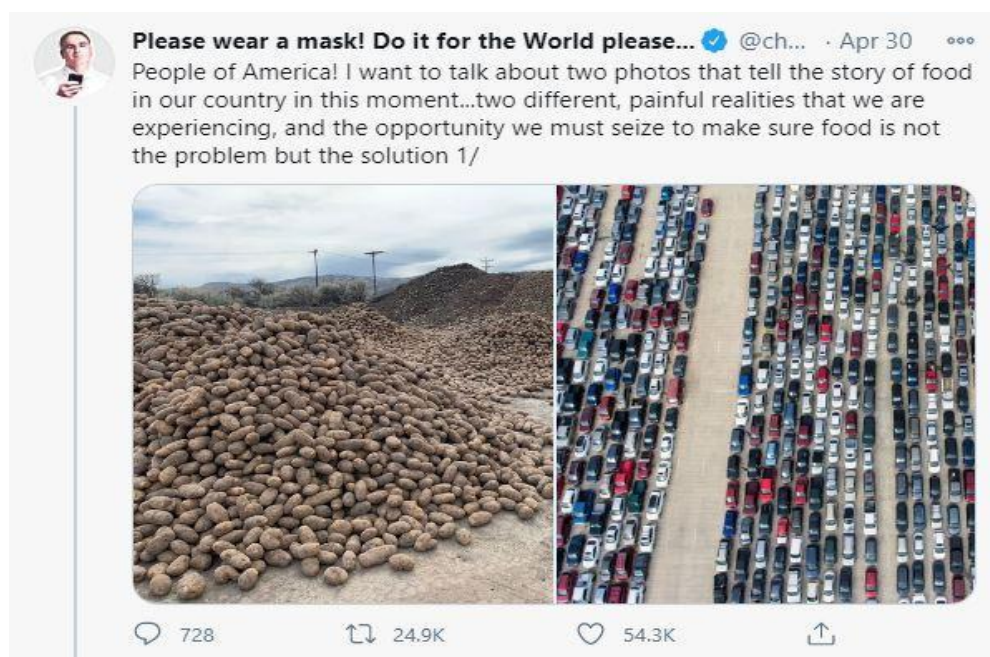 Please wear a mask! Do it for the World please... @ch... · Apr 30
People of America! I want to talk about two photos that tell the story of food
in our country in this moment...two different, painful realities that we are
experiencing, and the opportunity we must seize to make sure food is not
the problem but the solution 1/
728 24.9K 54.3K